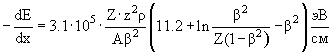 -dE/dx = 3.1·10⁵· Z·z²ρ/Aβ² (11.2 + ln β²/Z(1-β²) - β²) эВ/см